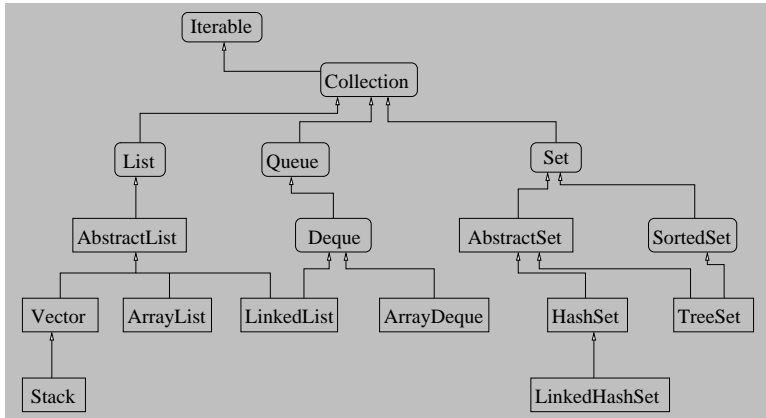 Iterable
Collection
List
Queue
Set
AbstractList
Deque
AbstractSet
SortedSet
Vector
ArrayList
LinkedList
ArrayDeque
HashSet
TreeSet
Stack
LinkedHashSet